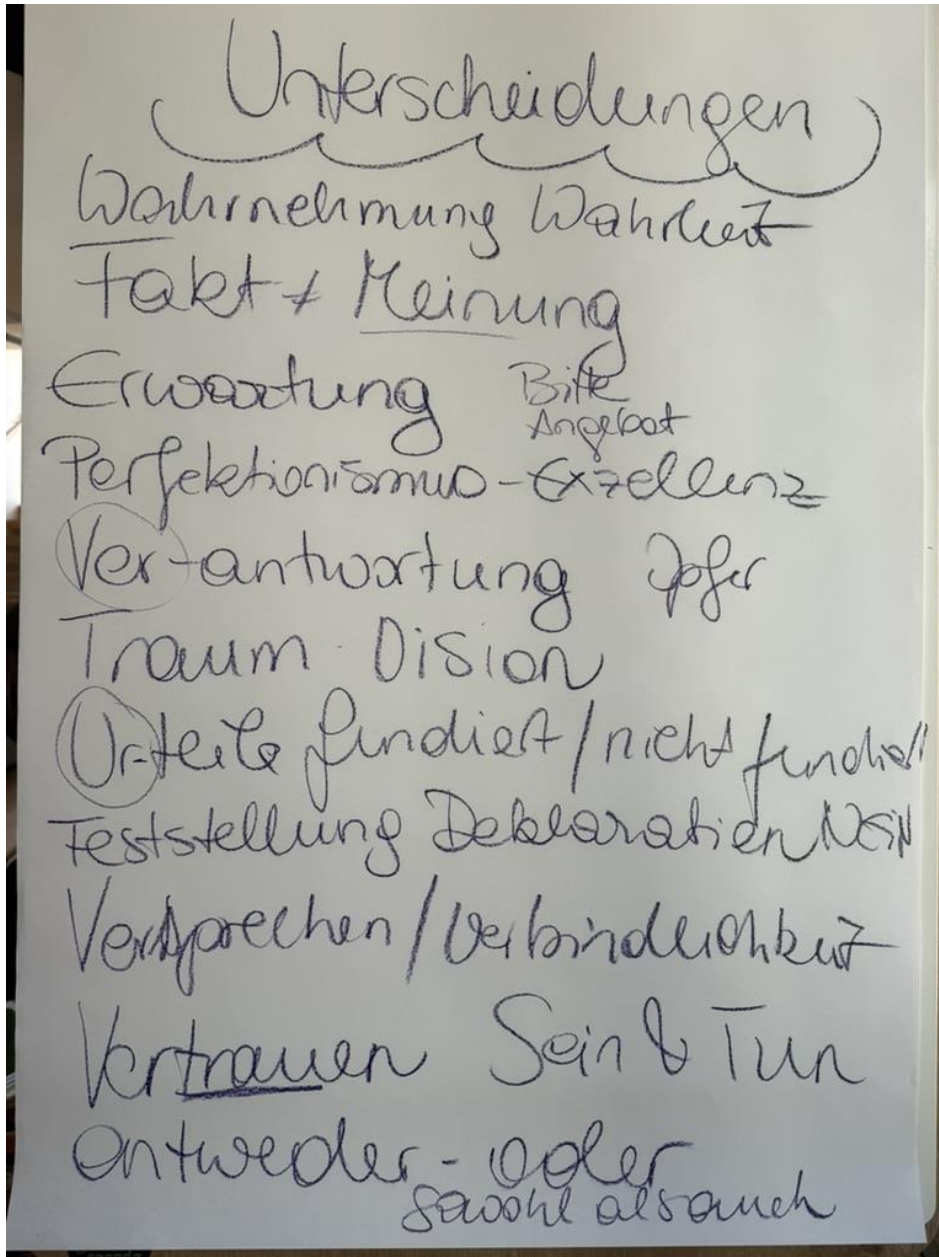 Unterscheidungen
Wahrnehmung Wahrheit
Fakt ≠ Meinung
Erwartung Bitte
Angebot
Perfektionismus - Exzellenz
Ver-antwortung Opfer
Traum Vision
Ur-teile fundiert / nicht fundiert
Feststellung Deklaration Nein
Versprechen / Verbindlichkeit
Vertrauen Sein & Tun
entweder - oder
sowohl als auch